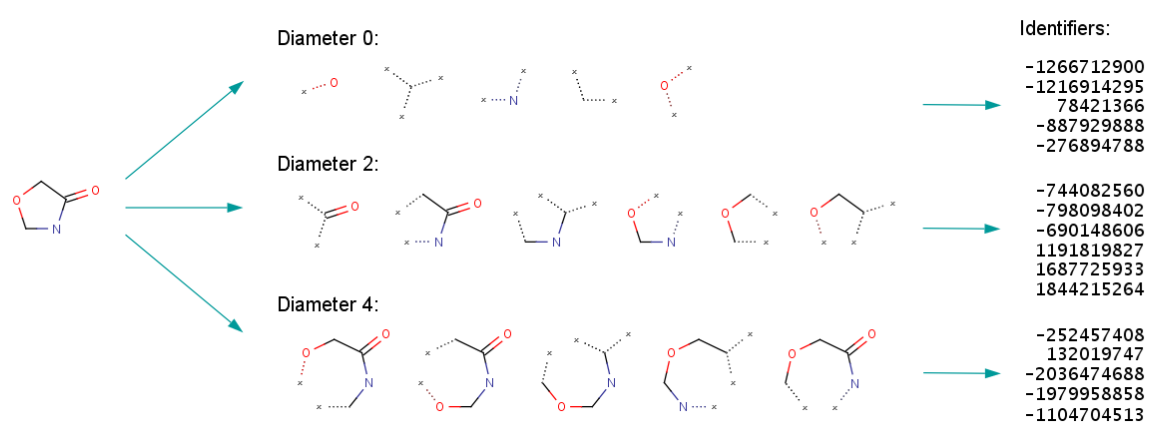 Diameter 0:
Identifiers:
O
N
O
-1266712900
-1216914295
78421366
-887929888
-276894788
Diameter 2:
O
O
N
O
N
N
O
N
O
O
-744082560
-798098402
-690148606
1191819827
1687725933
1844215264
Diameter 4:
O
O
N
O
N
O
N
O
O
N
O
O
N
-252457408
132019747
-2036474688
-1979958858
-1104704513